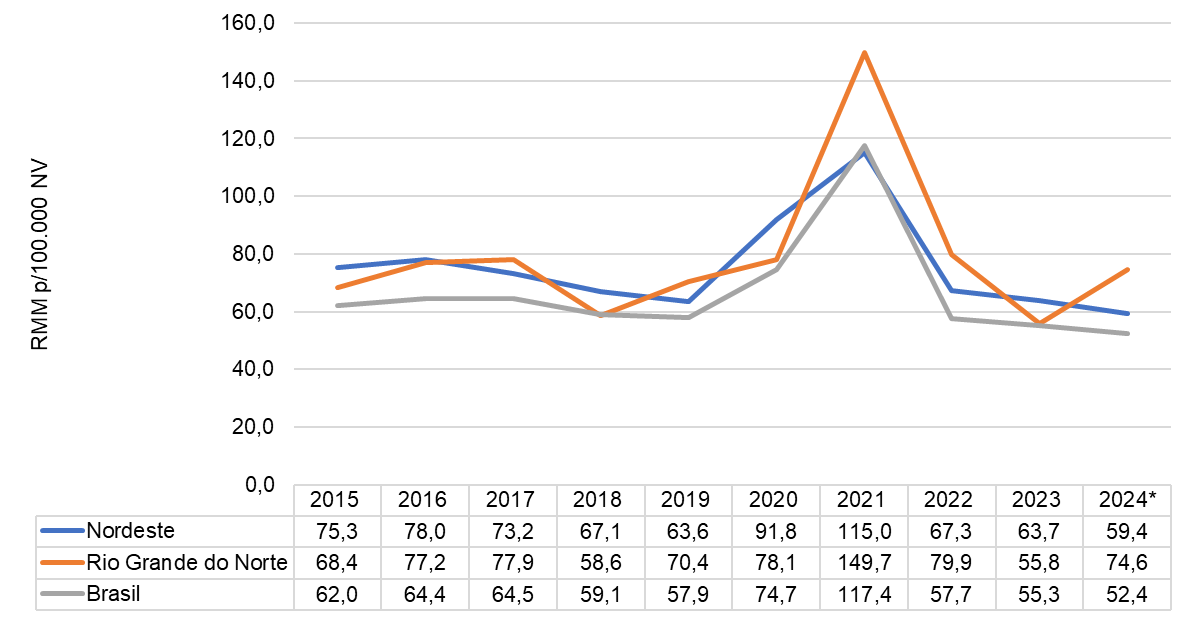 160,0
140,0
120,0
100,0
80,0
60,0
40,0
20,0
0,0
RMM p/100.000 NV
2015 2016 2017 2018 2019 2020 2021 2022 2023 2024*
Nordeste 75,3 78,0 73,2 67,1 63,6 91,8 115,0 67,3 63,7 59,4
Rio Grande do Norte 68,4 77,2 77,9 58,6 70,4 78,1 149,7 79,9 55,8 74,6
Brasil 62,0 64,4 64,5 59,1 57,9 74,7 117,4 57,7 55,3 52,4